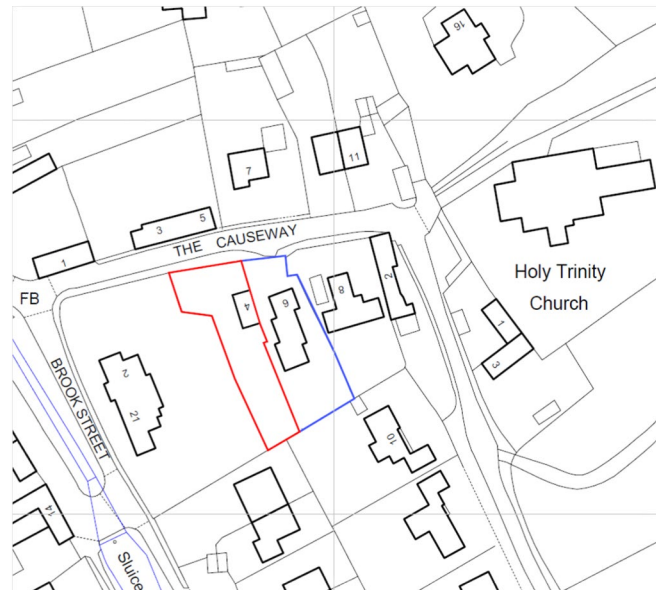 16
7
11
3
5
THE CAUSEWAY
1
FB
2
21
BROOK STREET
4
6
8
2
Holy Trinity
Church
1
3
10
14
Sluice